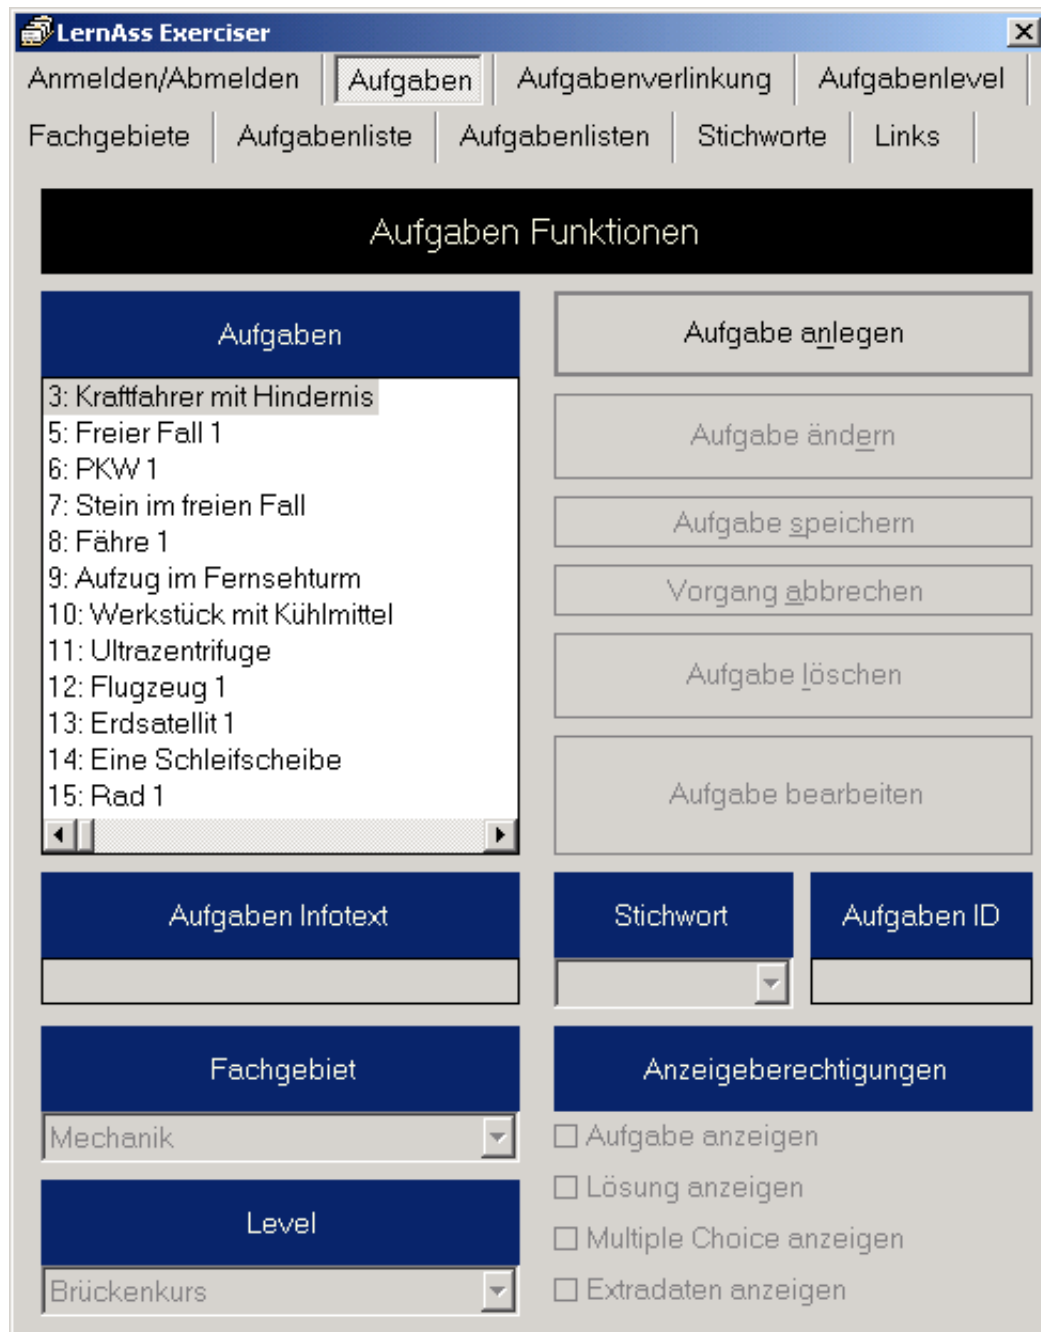 LernAss Exerciser
Anmelden/Abmelden Aufgaben Aufgabenverlinkung Aufgabenlevel
Fachgebiete Aufgabenliste Aufgabenlisten Stichworte Links
Aufgaben Funktionen
Aufgaben
3: Kraftfahrer mit Hindernis
5: Freier Fall 1
6: PKW 1
7: Stein im freien Fall
8: Fähre 1
9: Aufzug im Fernsehturm
10: Werkstück mit Kühlmittel
11: Ultrazentrifuge
12: Flugzeug 1
13: Erdsatellit 1
14: Eine Schleifscheibe
15: Rad 1
Aufgabe anlegen
Aufgabe ändern
Aufgabe speichern
Vorgang abbrechen
Aufgabe löschen
Aufgabe bearbeiten
Aufgaben Infotext
Stichwort
Aufgaben ID
Fachgebiet
Mechanik
Level
Brückenkurs
Anzeigeberechtigungen
Aufgabe anzeigen
Lösung anzeigen
Multiple Choice anzeigen
Extradaten anzeigen